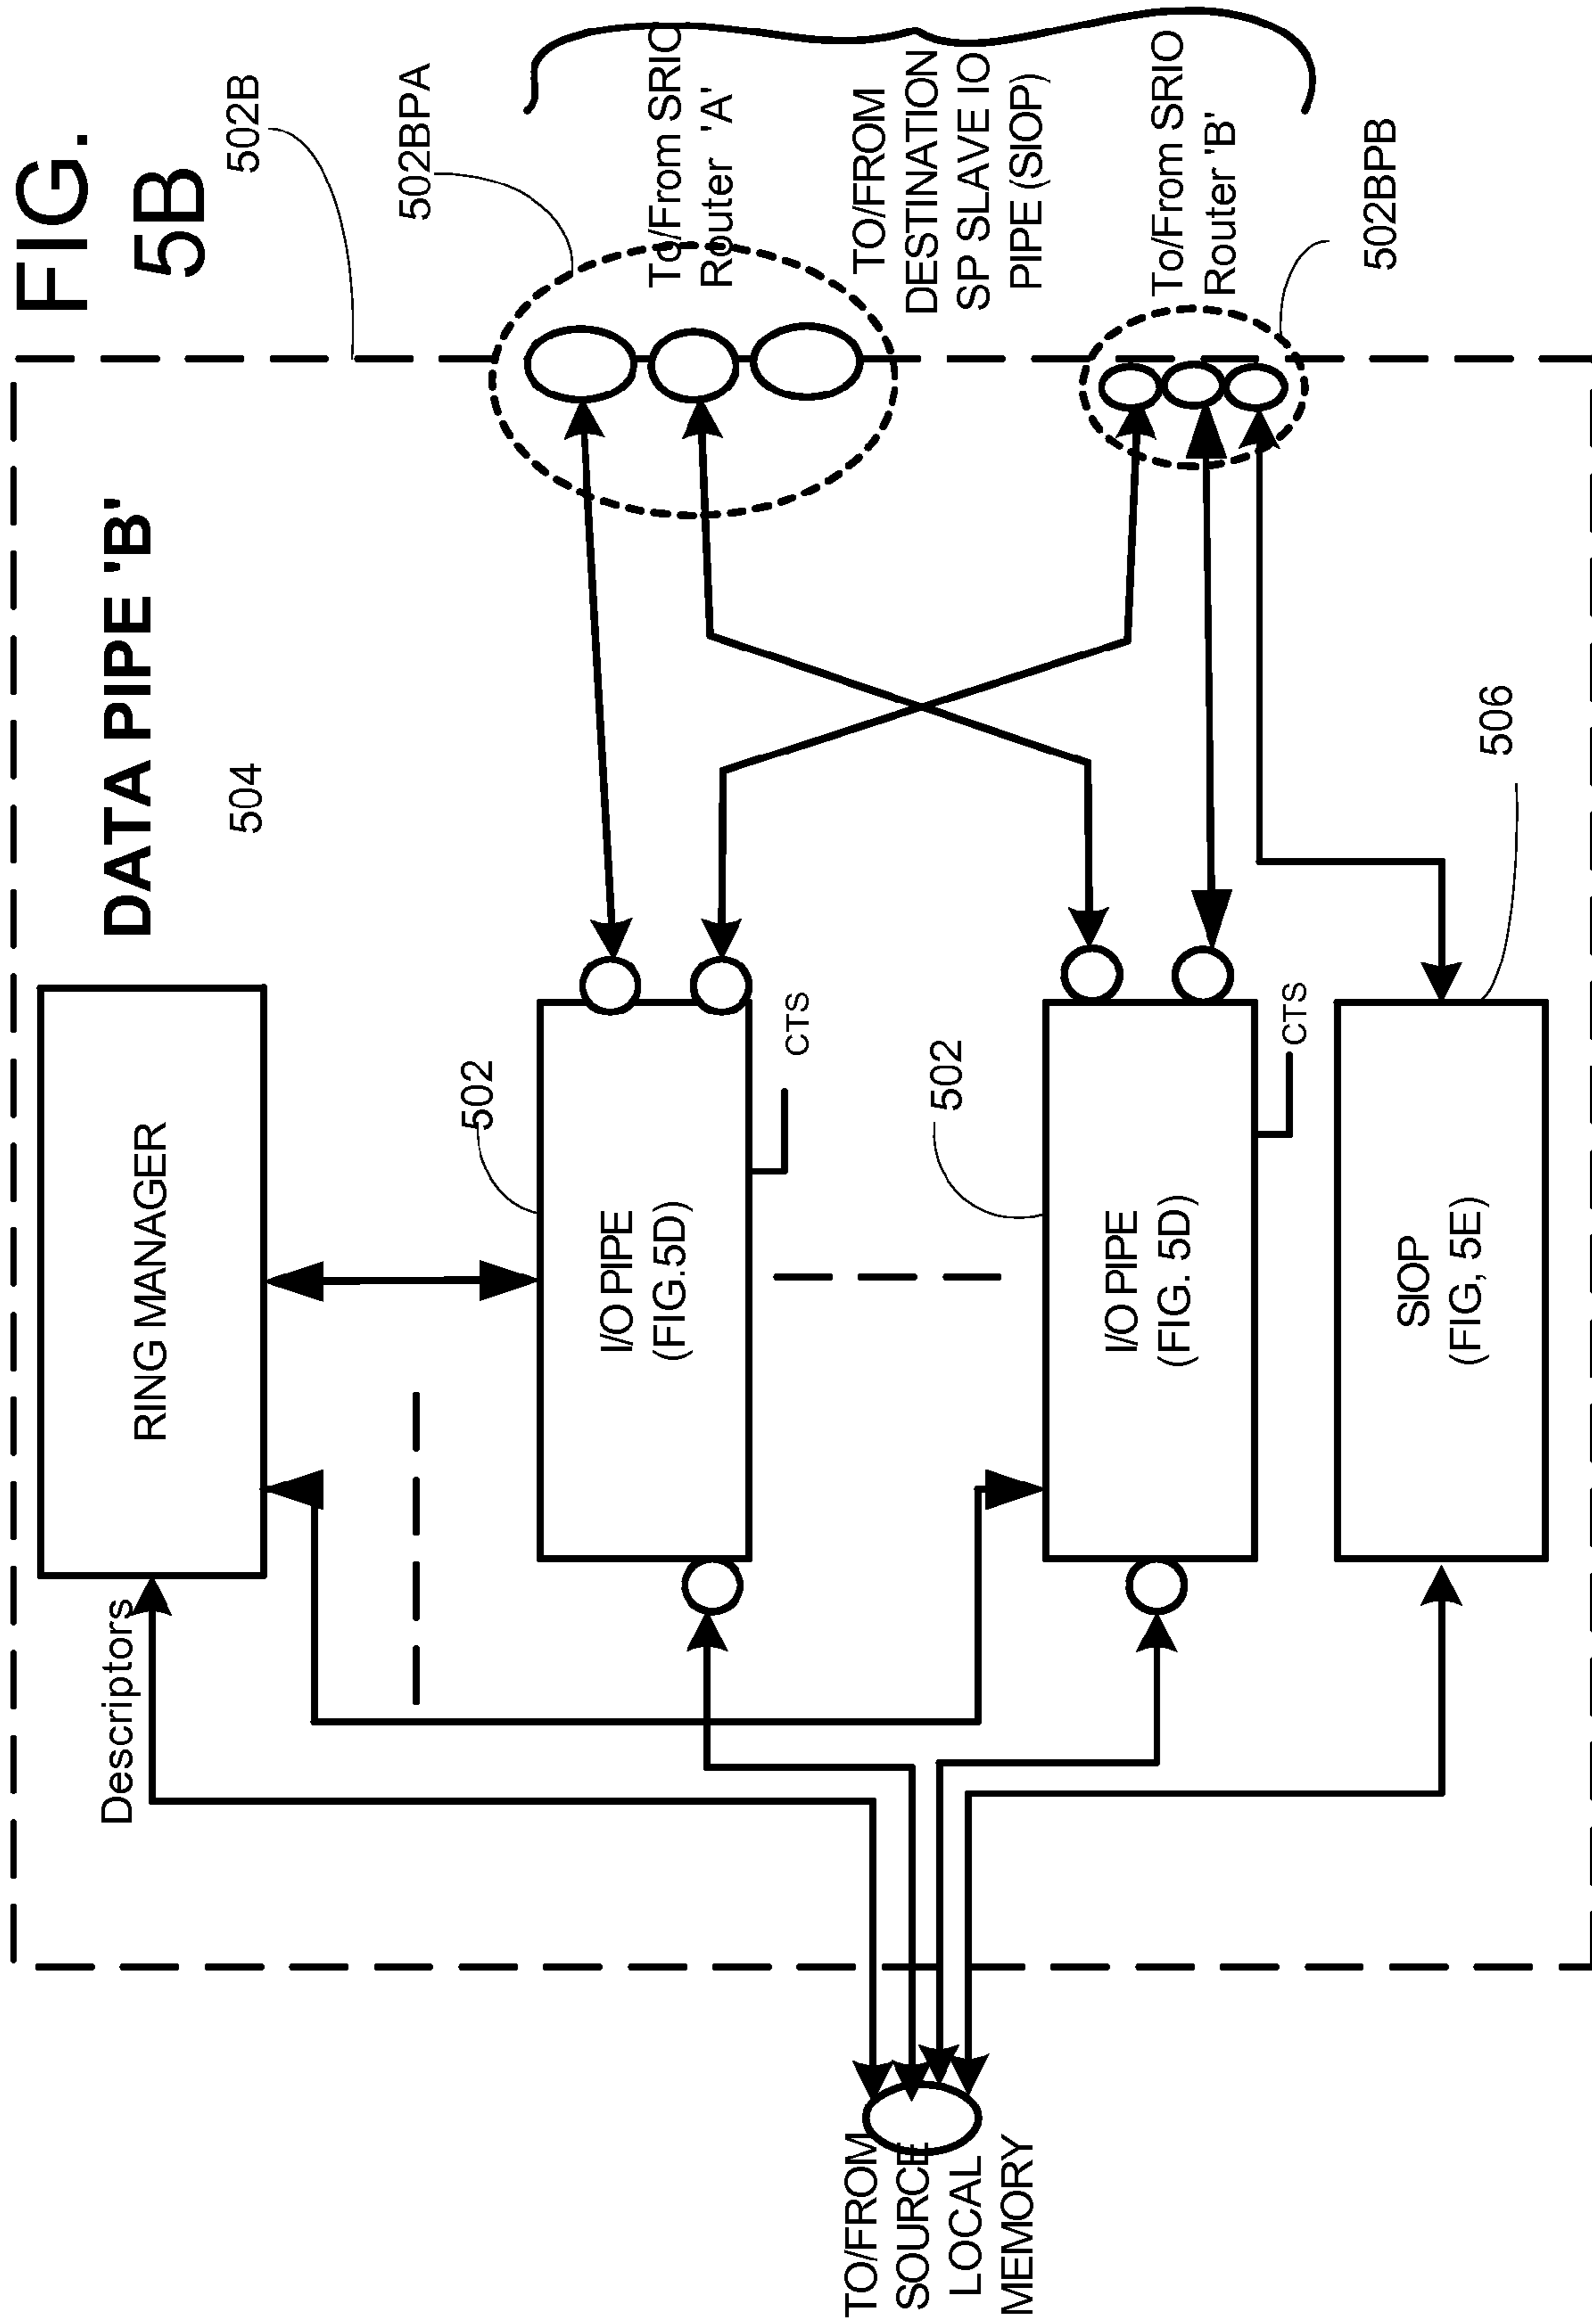 FIG.
5B
DATA PIPE 'B'
502B
504
502BPA
RING MANAGER
Descriptors
502
I/O PIPE
(FIG.5D)
CTS
To/From SRIO
Router 'A'
TO/FROM
DESTINATION
SP SLAVE IO
PIPE (SIOP)
To/From SRIO
Router 'B'
502BPB
TO/FROM
SOURCE
LOCAL
MEMORY
502
I/O PIPE
(FIG. 5D)
CTS
506
SIOP
(FIG, 5E)